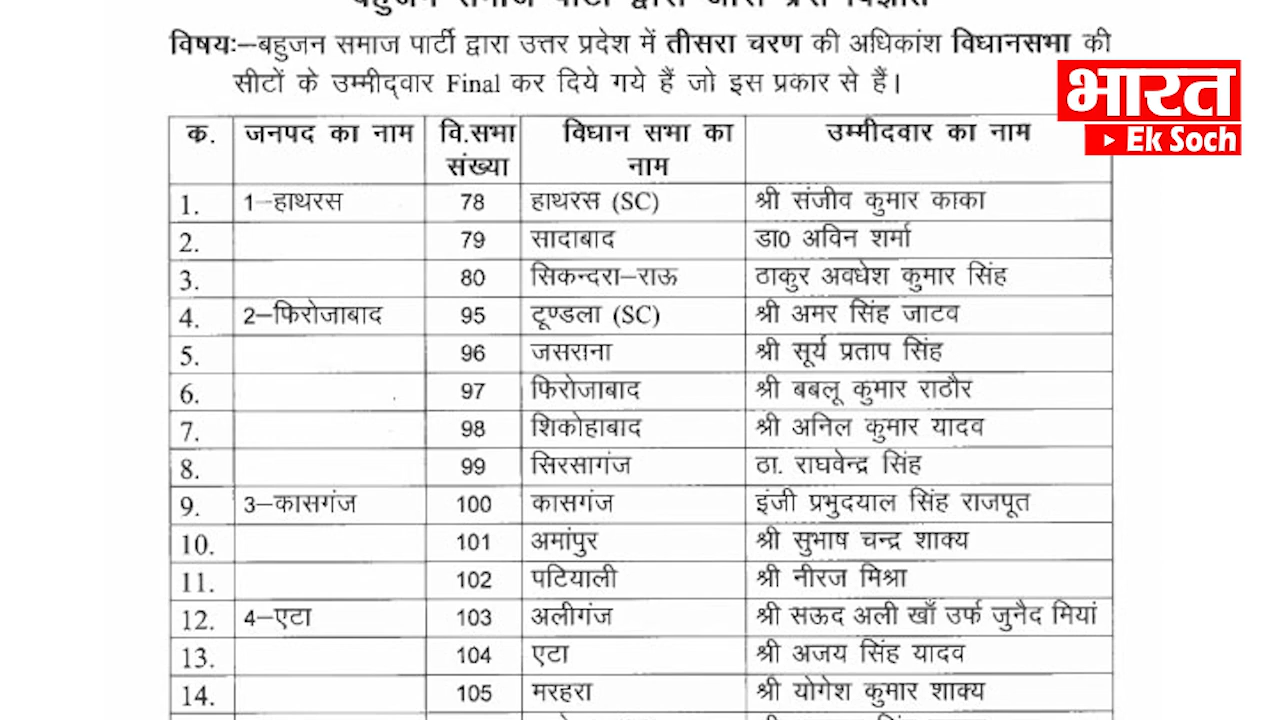 बहुजन समाज पार्टी द्वारा जारी प्रेस विज्ञप्ति
विषयः–बहुजन समाज पार्टी द्वारा उत्तर प्रदेश में तीसरा चरण की अधिकांश विधानसभा की
सीटों के उम्मीद्वार Final कर दिये गये हैं जो इस प्रकार से हैं।
भारत
Ek Soch
क. जनपद का नाम वि.सभा संख्या विधान सभा का नाम उम्मीदवार का नाम
1. 1–हाथरस 78 हाथरस (SC) श्री संजीव कुमार काका
2. 79 सादाबाद डा0 अविन शर्मा
3. 80 सिकन्दरा–राऊ ठाकुर अवधेश कुमार सिंह
4. 2–फिरोजाबाद 95 टूण्डला (SC) श्री अमर सिंह जाटव
5. 96 जसराना श्री सूर्य प्रताप सिंह
6. 97 फिरोजाबाद श्री बबलू कुमार राठौर
7. 98 शिकोहाबाद श्री अनिल कुमार यादव
8. 99 सिरसागंज ठा. राघवेन्द्र सिंह
9. 3–कासगंज 100 कासगंज इंजी प्रभुदयाल सिंह राजपूत
10. 101 अमांपुर श्री सुभाष चन्द्र शाक्य
11. 102 पटियाली श्री नीरज मिश्रा
12. 4–एटा 103 अलीगंज श्री सऊद अली खाँ उर्फ जुनैद मियां
13. 104 एटा श्री अजय सिंह यादव
14. 105 मरहरा श्री योगेश कुमार शाक्य